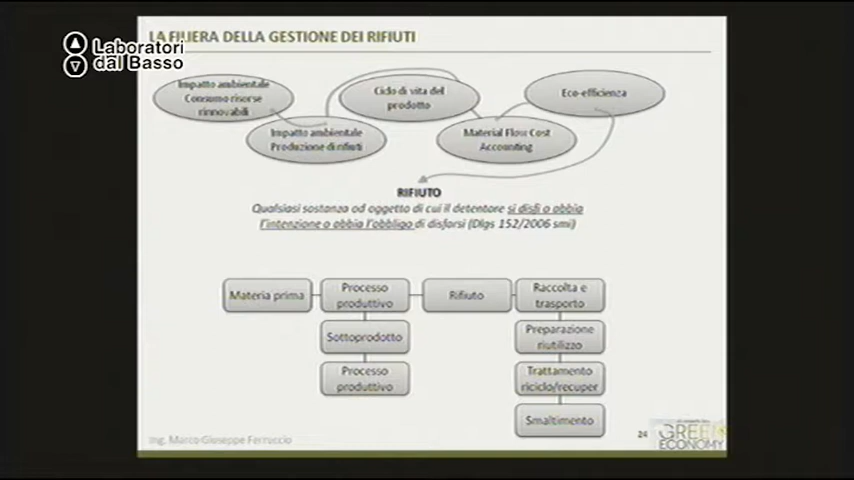 LA FILIERA DELLA GESTIONE DEI RIFIUTI
Laboratori
dal Basso
Impatto ambientale
Consumo risorse
rinnovabili
Impatto ambientale
Produzione di rifiuti
Ciclo di vita del
prodotto
Material Flow Cost
Accounting
Eco-efficienza
RIFIUTO
Qualsiasi sostanza od oggetto di cui il detentore si disfi o abbia
l'intenzione o abbia l'obbligo di disfarsi (Dlgs 152/2006 smi)
Materia prima
Processo
produttivo
Rifiuto
Raccolta e
trasporto
Sottoprodotto
Preparazione
riutilizzo
Processo
produttivo
Trattamento
riciclo/recuper
Smaltimento
Ing. Marco Giuseppe Ferruccio
24
GREEN
ECONOMY